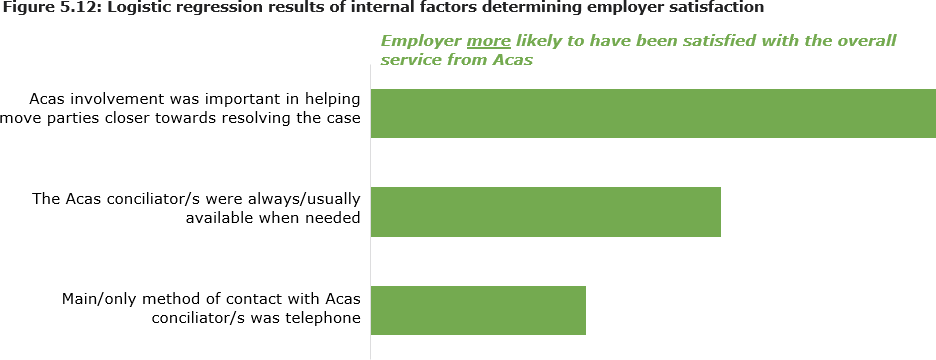 Figure 5.12: Logistic regression results of internal factors determining employer satisfaction
Employer more likely to have been satisfied with the overall
service from Acas
Acas involvement was important in helping
move parties closer towards resolving the case
The Acas conciliator/s were always/usually
available when needed
Main/only method of contact with Acas
conciliator/s was telephone